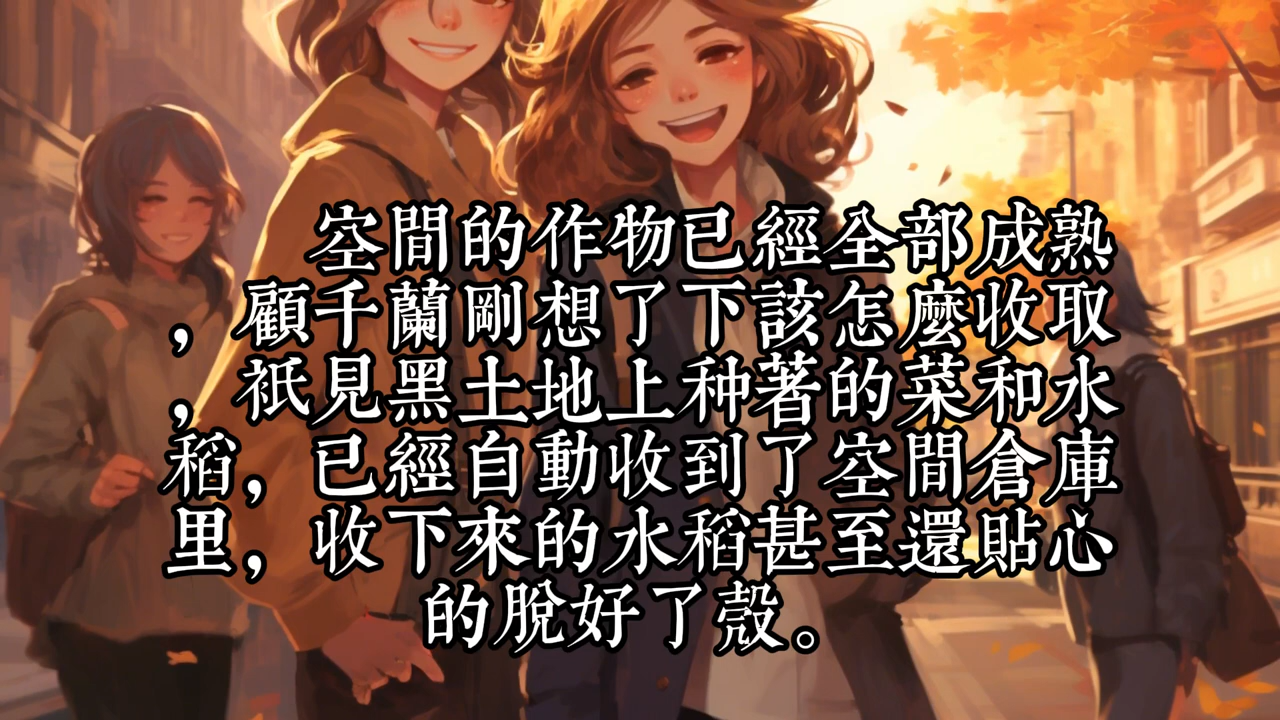 空間的作物已經全部成熟
，顧千蘭剛想了下該怎麼收取
，祇見黑土地上种著的菜和水
稻，已經自動收到了空間倉庫
里，收下來的水稻甚至還貼心
的脫好了殼。